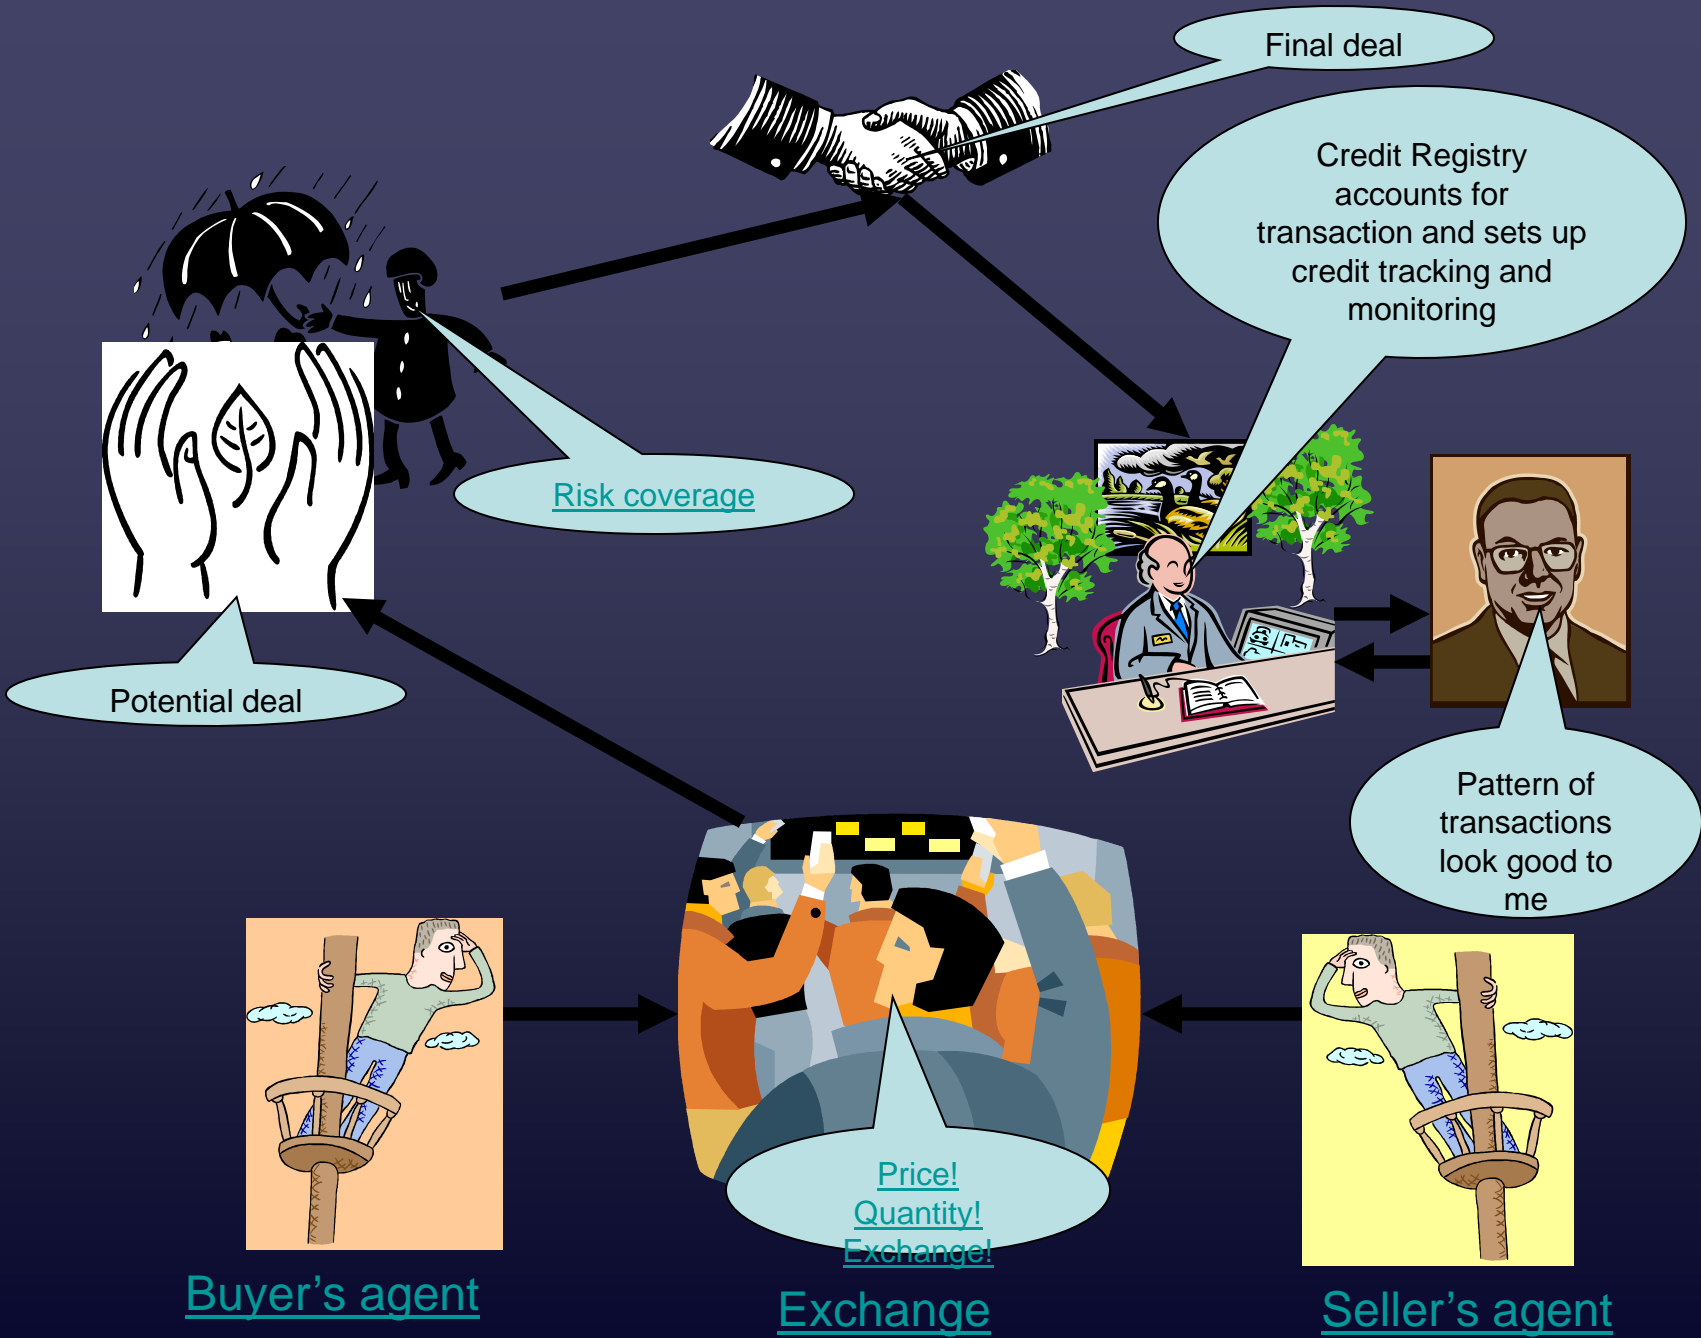 Final deal
Credit Registry
accounts for
transaction and sets up
credit tracking and
monitoring
Risk coverage
Potential deal
Pattern of
transactions
look good to
me
Price!
Quantity!
Exchange!
Buyer’s agent
Exchange
Seller’s agent